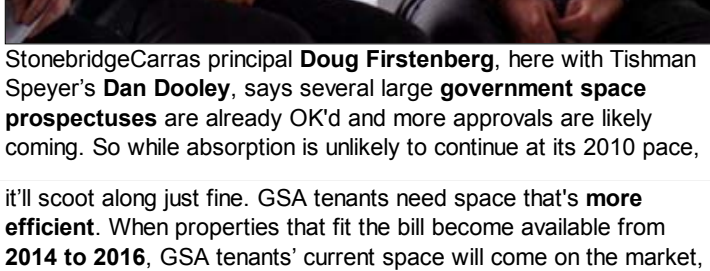 StonebridgeCarras principal Doug Firstenberg, here with Tishman
Speyer’s Dan Dooley, says several large government space
prospectuses are already OK'd and more approvals are likely
coming. So while absorption is unlikely to continue at its 2010 pace,
it’ll scoot along just fine. GSA tenants need space that's more
efficient. When properties that fit the bill become available from
2014 to 2016, GSA tenants’ current space will come on the market,